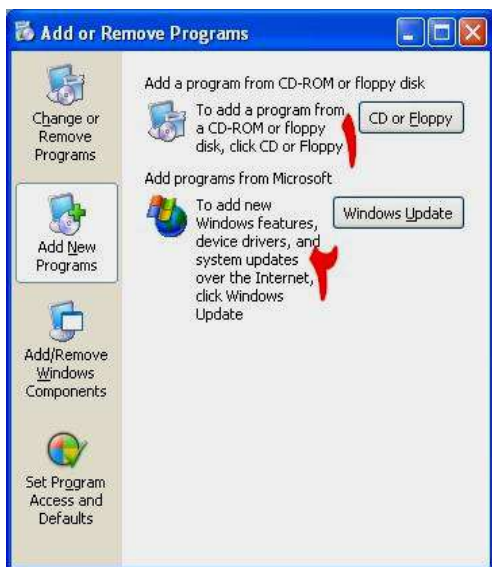 Add or Remove Programs
Change or
Remove
Programs
Add New
Programs
Add/Remove
Windows
Components
Set Program
Access and
Defaults
Add a program from CD-ROM or floppy disk
To add a program from
a CD-ROM or floppy
disk, click CD or Floppy
CD or Floppy
۱
Add programs from Microsoft
To add new
Windows features,
device drivers, and
system updates
over the Internet,
click Windows
Update
Windows Update
۲